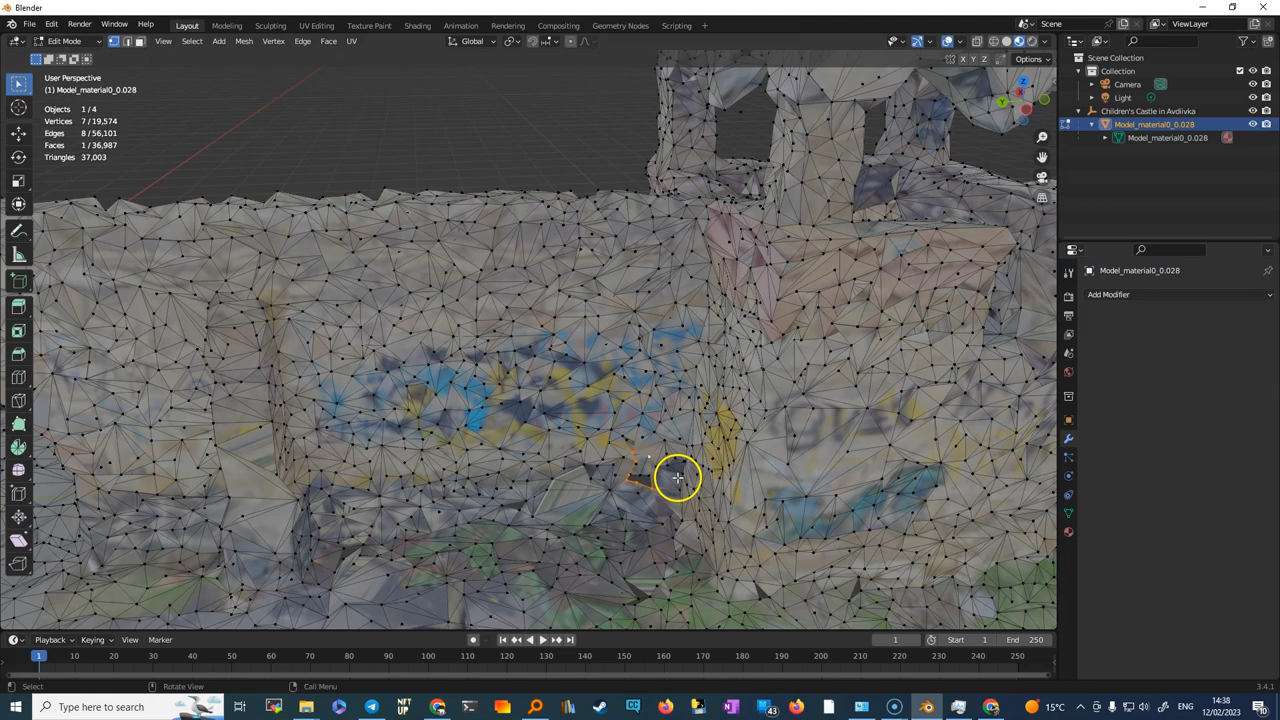 Blender
File Edit Render Window Help Layout Modeling Sculpting UV Editing Texture Paint Shading Animation Rendering Compositing Geometry Nodes Scripting Scene ViewLayer
Edit Mode View Select Add Mesh Vertex Edge Face UV Global
X Y Z Options
User Perspective
(1) Model_material0_0.028
Objects 1/4
Vertices 7/19,574
Edges 8/56,101
Faces 1/36,987
Triangles 37,003
Z
Y
X
Scene Collection
Collection
Camera
Light
Children's Castle in Avdiivka
Model_material0_0.028
Model_material0_0.028
Model_material0_0.028
Add Modifier
Playback Keying View Marker 1 Start 1 End 250
1 10 20 30 40 50 60 70 80 90 100 110 120 130 140 150 160 170 180 190 200 210 220 230 240 250
Select Rotate View Call Menu 3.4.1
Type here to search NFT UP CC 43 15°C ENG 14:38 12/02/2023 10